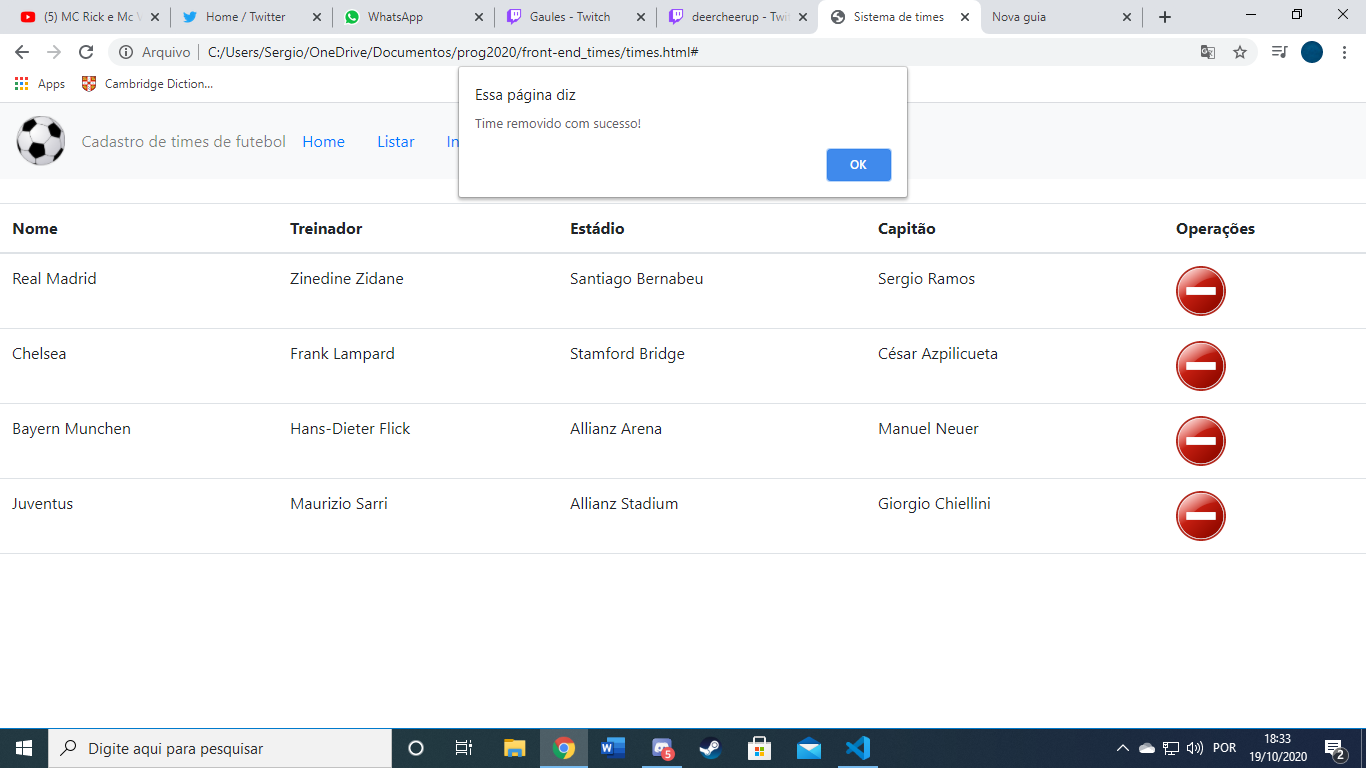 (5) MC Rick e Mc
Home / Twitter
WhatsApp
Gaules - Twitch
deercheerup - Twit
Sistema de times
Nova guia
Arquivo | C:/Users/Sergio/OneDrive/Documentos/prog2020/front-end_times/times.html#
Apps
Cambridge Diction...
Essa página diz
Time removido com sucesso!
OK
Cadastro de times de futebol Home Listar In
Nome Treinador Estádio Capitão Operações
Real Madrid Zinedine Zidane Santiago Bernabeu Sergio Ramos
Chelsea Frank Lampard Stamford Bridge César Azpilicueta
Bayern Munchen Hans-Dieter Flick Allianz Arena Manuel Neuer
Juventus Maurizio Sarri Allianz Stadium Giorgio Chiellini
Digite aqui para pesquisar
5
POR
18:33
19/10/2020
2